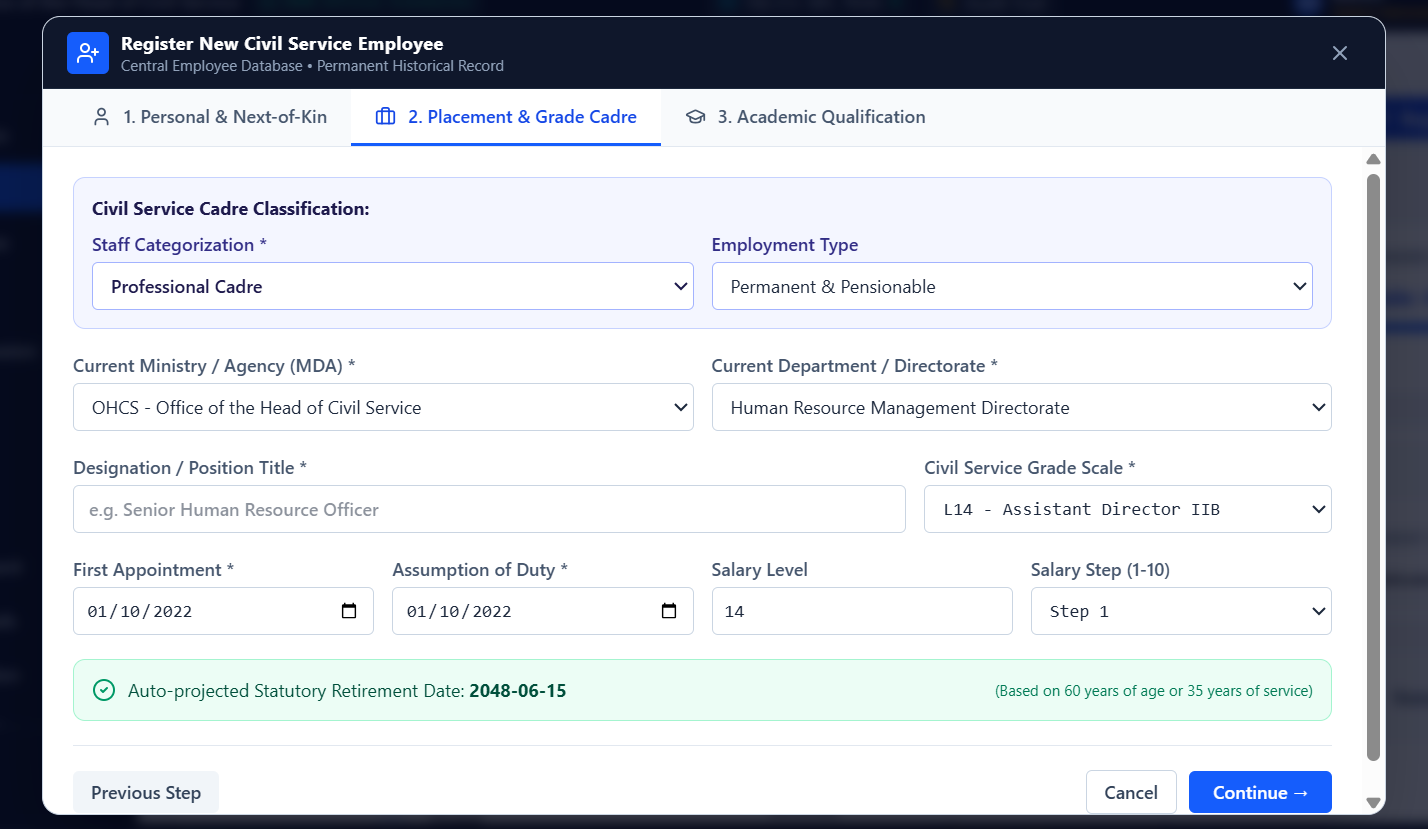 Register New Civil Service Employee
Central Employee Database • Permanent Historical Record
1. Personal & Next-of-Kin
2. Placement & Grade Cadre
3. Academic Qualification
Civil Service Cadre Classification:
Staff Categorization *
Employment Type
Professional Cadre
Permanent & Pensionable
Current Ministry / Agency (MDA) *
Current Department / Directorate *
OHCS - Office of the Head of Civil Service
Human Resource Management Directorate
Designation / Position Title *
Civil Service Grade Scale *
e.g. Senior Human Resource Officer
L14 - Assistant Director IIB
First Appointment *
Assumption of Duty *
Salary Level
Salary Step (1-10)
01/10/2022
01/10/2022
14
Step 1
Auto-projected Statutory Retirement Date: 2048-06-15
(Based on 60 years of age or 35 years of service)
Previous Step
Cancel
Continue →